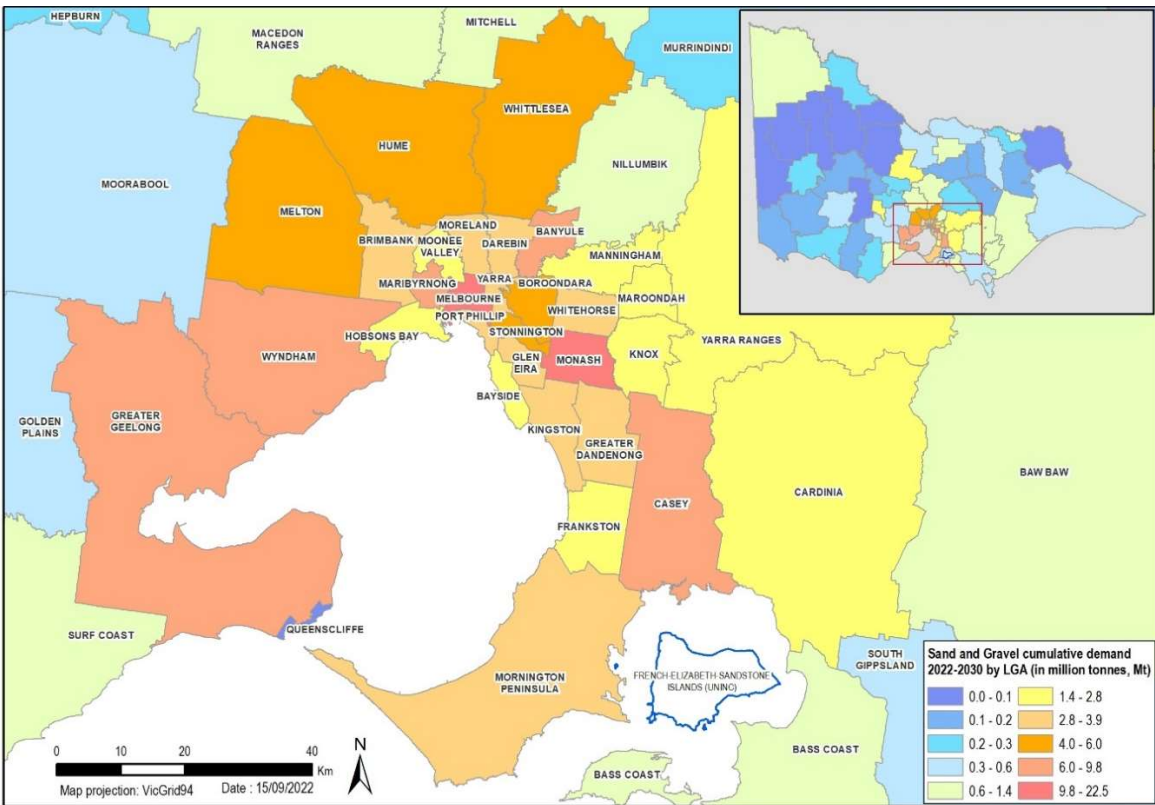 HEPBURN
MACEDON
RANGES
MITCHELL
MURRINDINDI
WHITTLESEA
HUME
NILLUMBIK
MOORABOOL
MELTON
MORELAND
BANYULE
BRIMBANK
MOONEE
VALLEY
DAREBIN
MANNINGHAM
YARRA
BOROONDARA
MARIBYRNONG
MELBOURNE
MAROONDAH
WHITEHORSE
PORT PHILLIP
STONNINGTON
HOBSONS BAY
YARRA RANGES
WYNDHAM
GLEN
EIRA
MONASH
KNOX
BAYSIDE
GOLDEN
PLAINS
GREATER
GEELONG
KINGSTON
GREATER
DANDENONG
BAW BAW
CASEY
CARDINIA
FRANKSTON
QUEENSCLIFFE
SURF COAST
SOUTH
GIPPSLAND
MORNINGTON
PENINSULA
FRENCH-ELIZABETH-SANDSTONE
ISLANDS (UNINC)
BASS COAST
BASS COAST
0 10 20 40
Km
N
Map projection: VicGrid94 Date : 15/09/2022
Sand and Gravel cumulative demand
2022-2030 by LGA (in million tonnes, Mt)
0.0 - 0.1 1.4 - 2.8
0.1 - 0.2 2.8 - 3.9
0.2 - 0.3 4.0 - 6.0
0.3 - 0.6 6.0 - 9.8
0.6 - 1.4 9.8 - 22.5